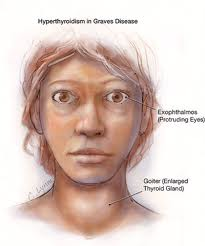 Hyperthyroidism in Graves Disease
Exophthalmos
(Protruding Eyes)
Goiter (Enlarged
Thyroid Gland)